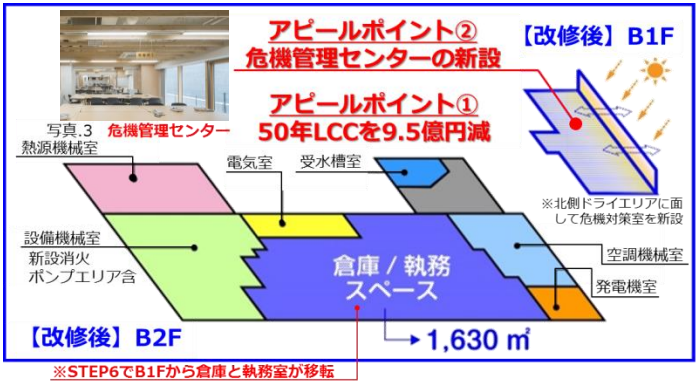 アピールポイント②
危機管理センターの新設
【改修後】B1F
アピールポイント①
50年LCCを9.5億円減
写真.3 危機管理センター
熱源機械室
電気室
受水槽室
※北側ドライエリアに面
して危機対策室を新設
設備機械室
新設消火
ポンプエリア含
倉庫 / 執務
スペース
空調機械室
発電機室
【改修後】B2F
1,630 ㎡
※STEP6でB1Fから倉庫と執務室が移転